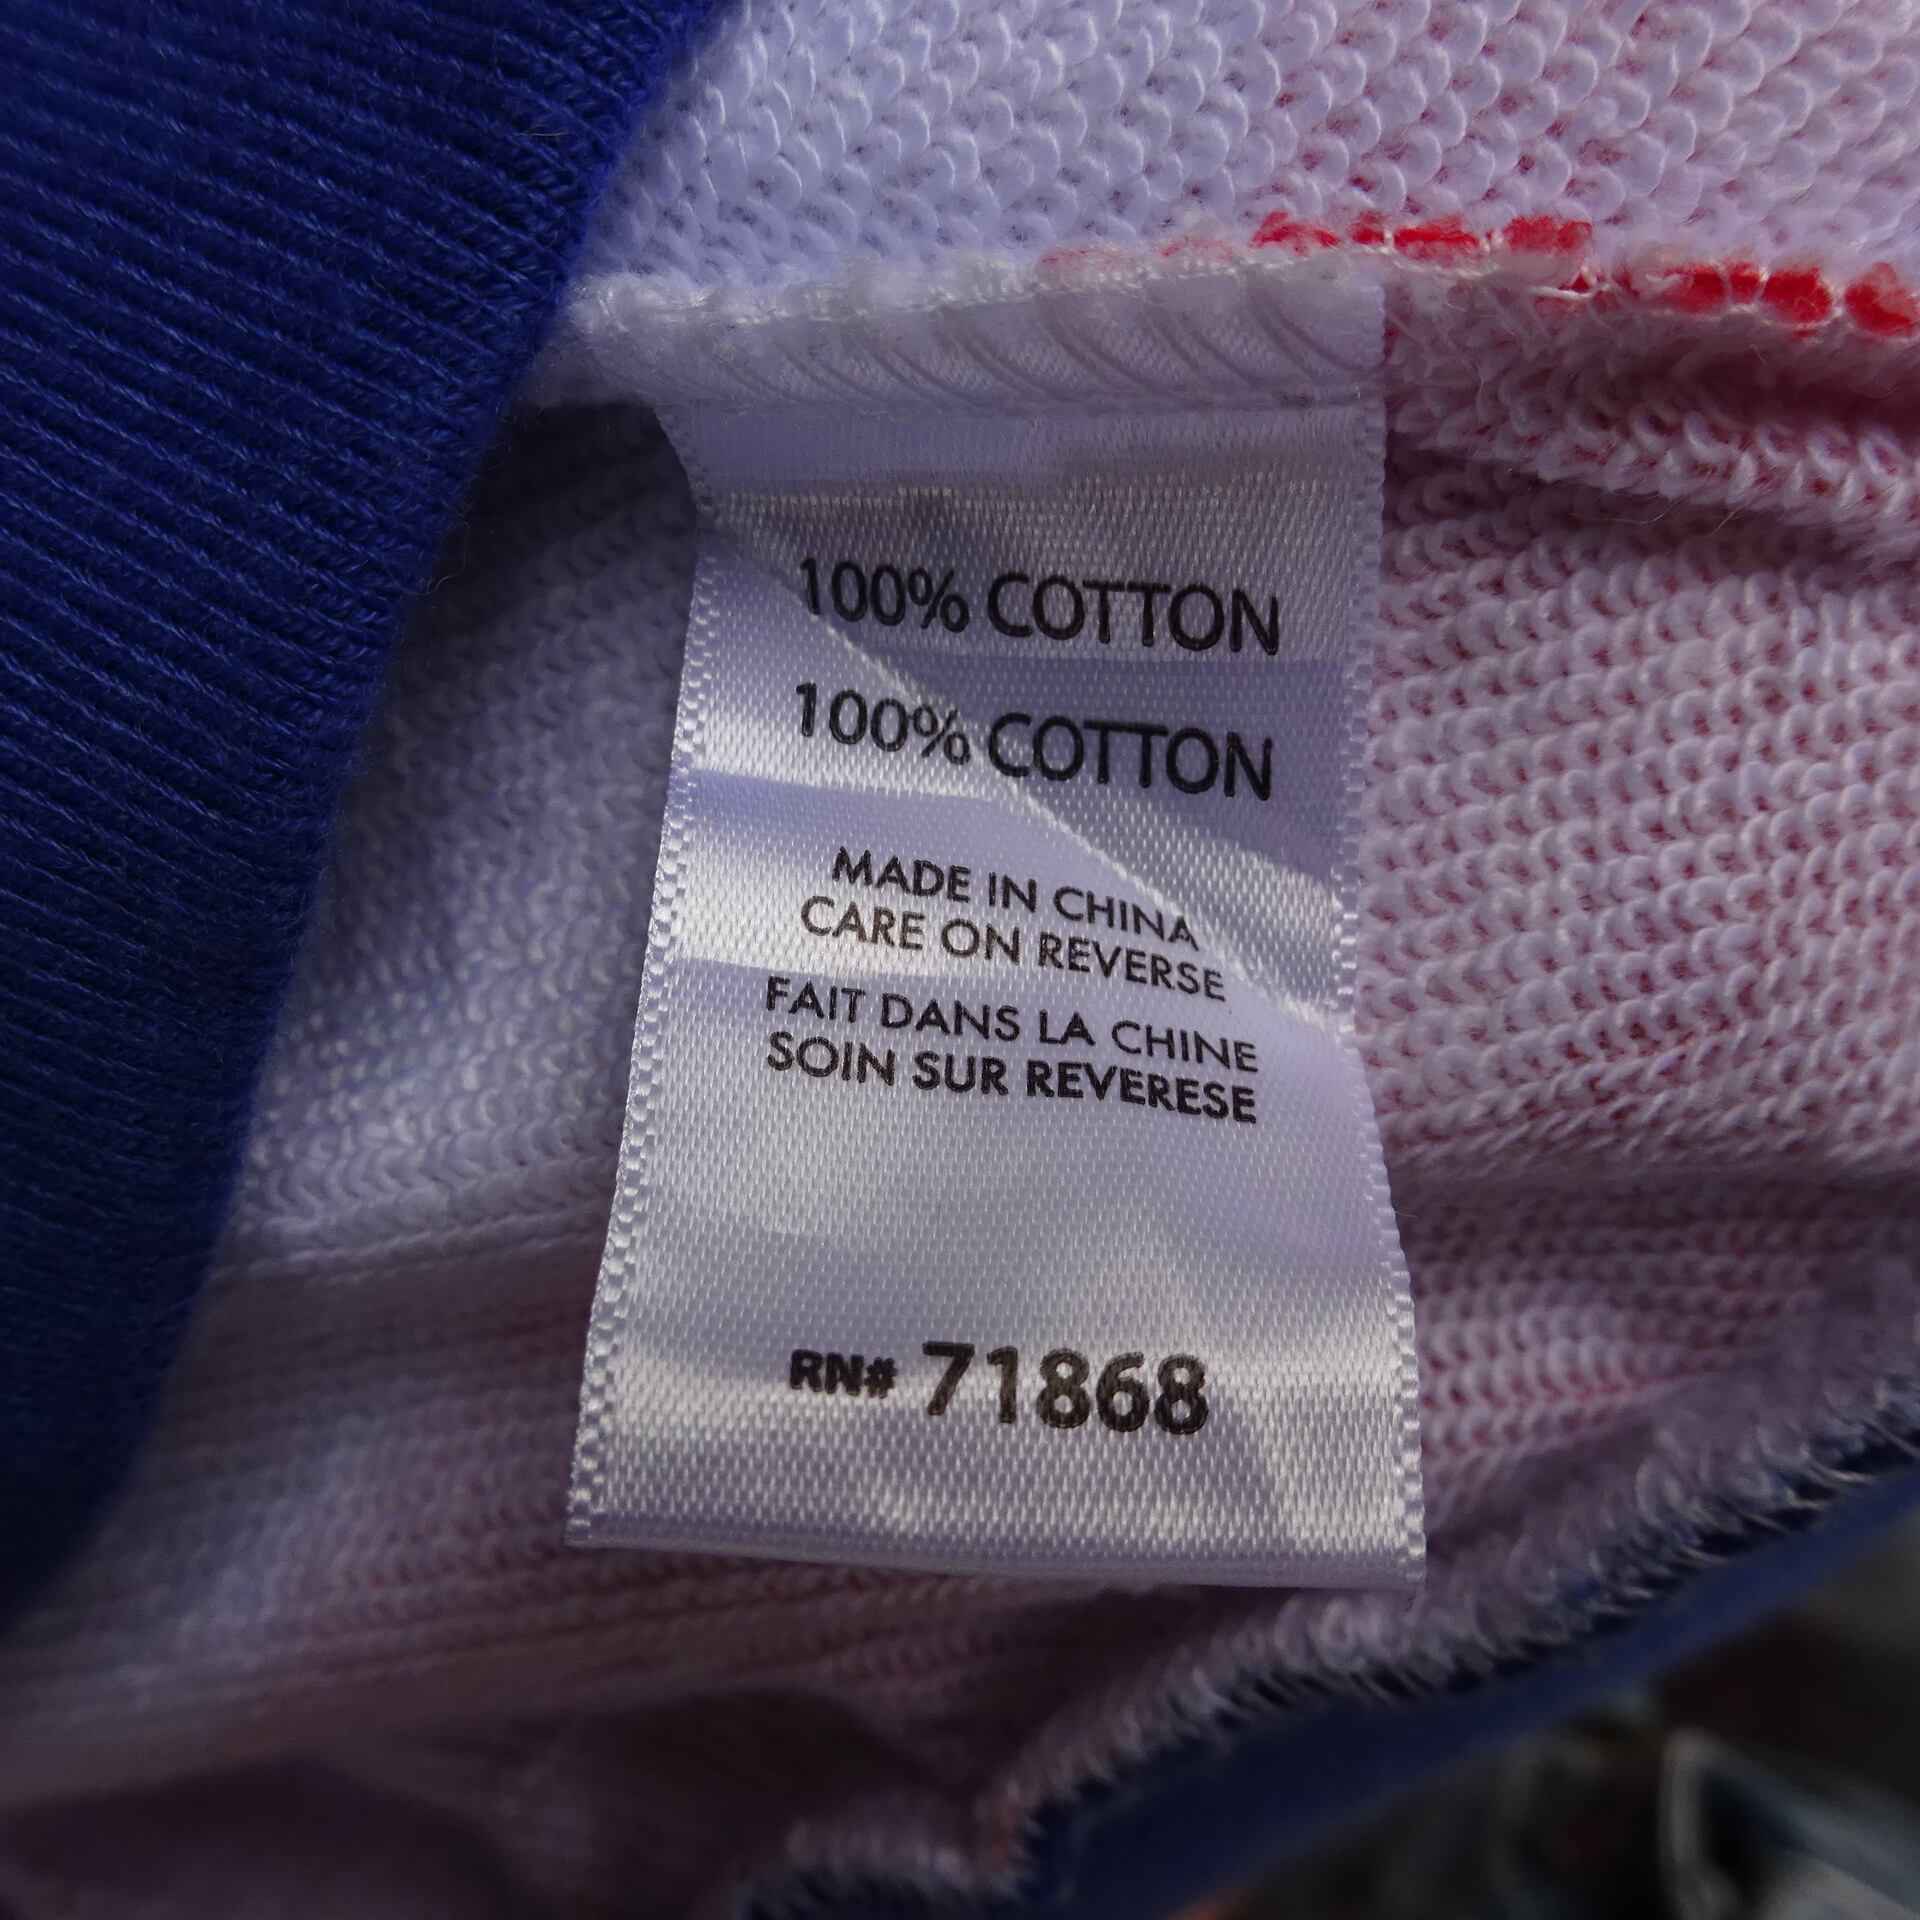 100% COTTON
100% COTTON
MADE IN CHINA
CARE ON REVERSE
FAIT DANS LA CHINE
SOIN SUR REVERESE
RN# 71868